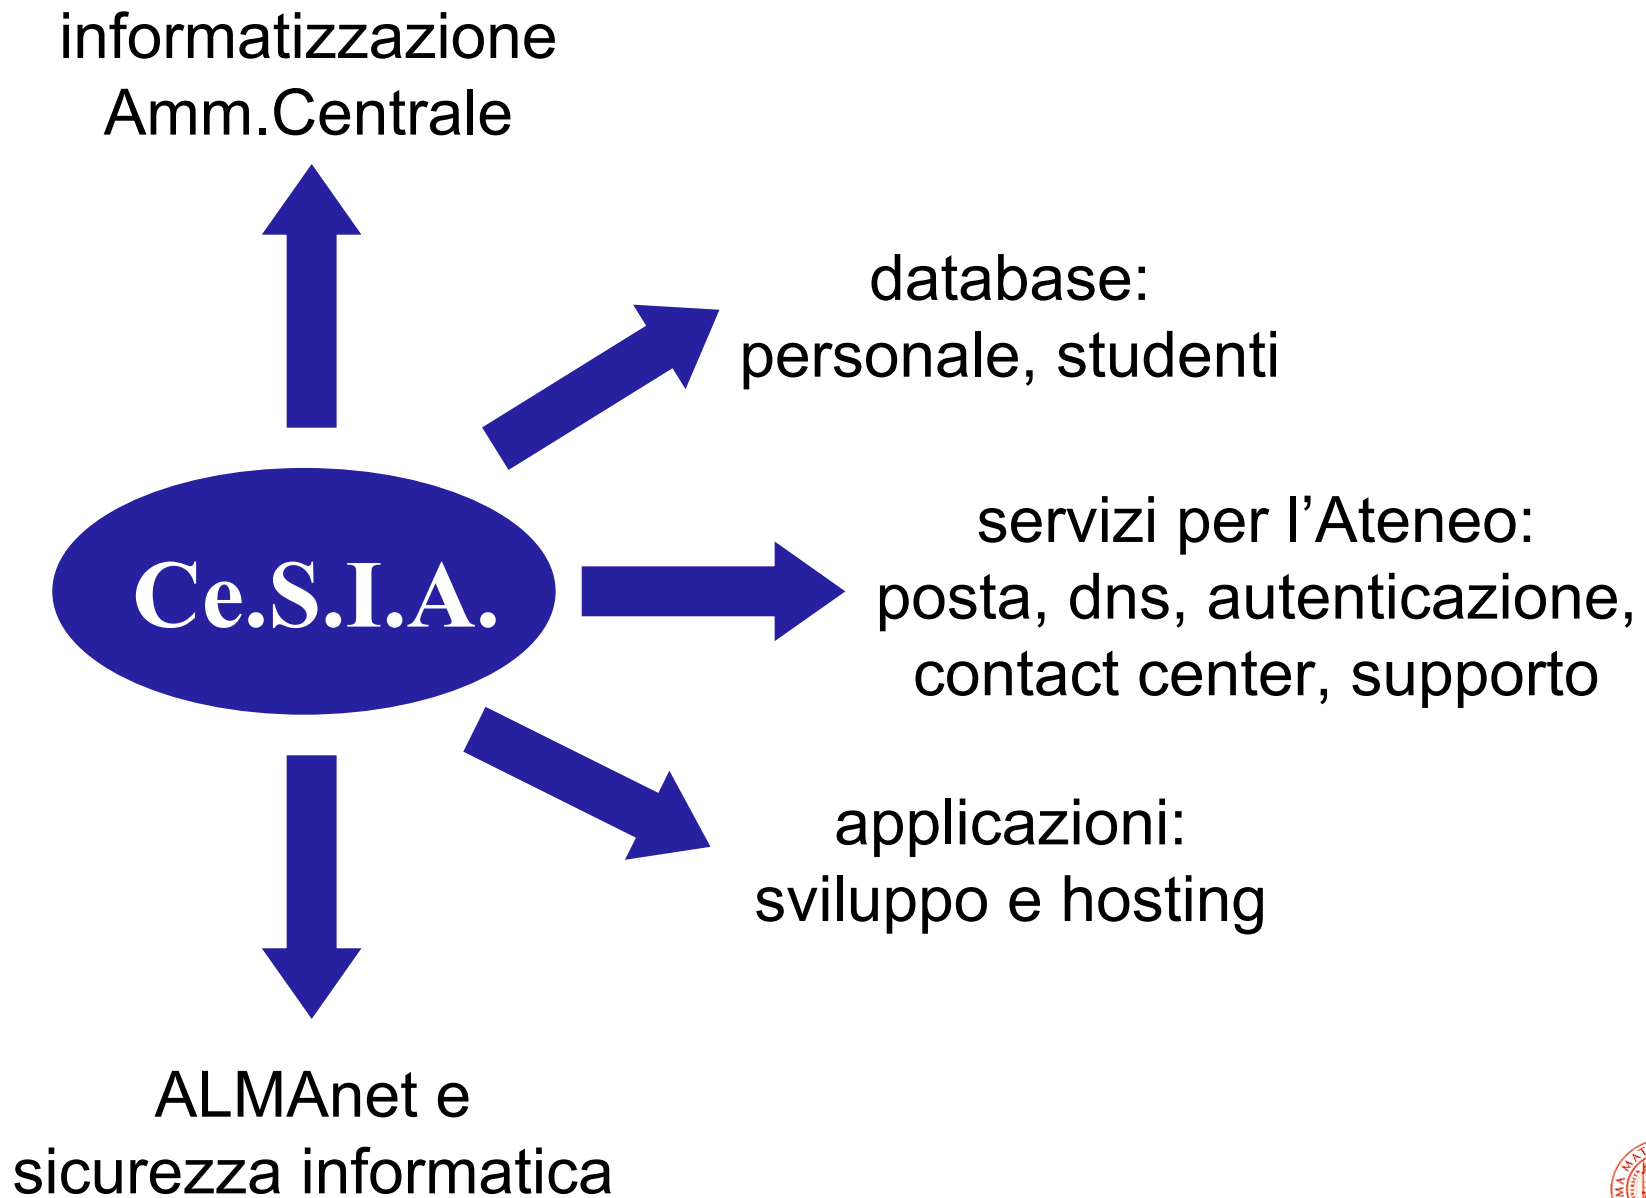 informatizzazione
Amm.Centrale
database:
personale, studenti
Ce.S.I.A.
servizi per l’Ateneo:
posta, dns, autenticazione,
contact center, supporto
applicazioni:
sviluppo e hosting
ALMAnet e
sicurezza informatica